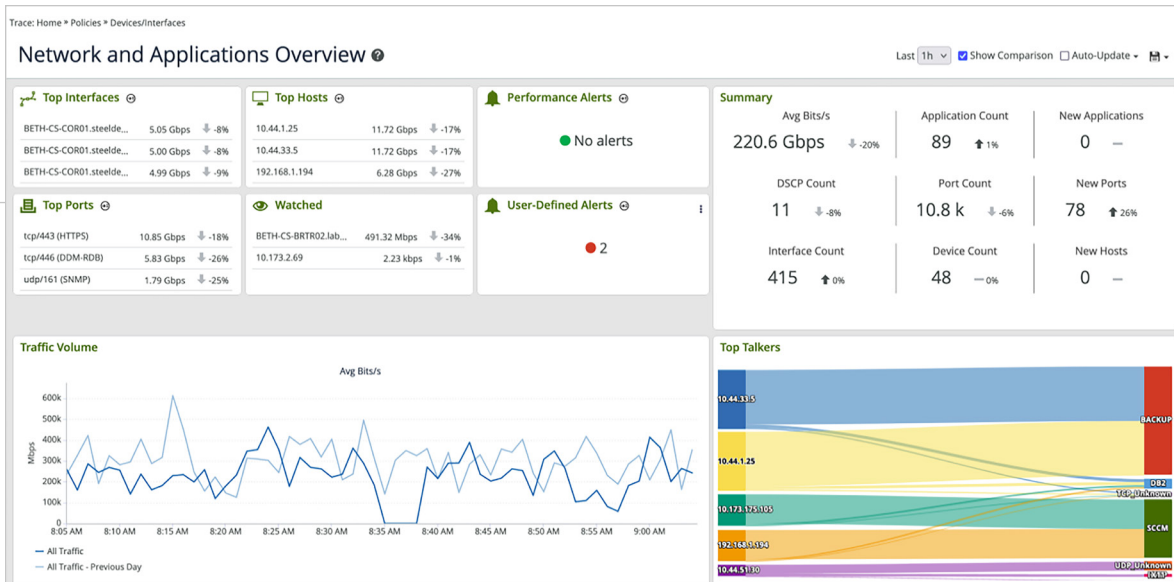 Trace: Home » Policies » Devices/Interfaces
Network and Applications Overview
Last 1h Show Comparison Auto-Update
Top Interfaces
BETH-CS-COR01.steelde... 5.05 Gbps -8%
BETH-CS-COR01.steelde... 5.00 Gbps -8%
BETH-CS-COR01.steelde... 4.99 Gbps -9%
Top Hosts
10.44.1.25 11.72 Gbps -17%
10.44.33.5 11.72 Gbps -17%
192.168.1.194 6.28 Gbps -27%
Performance Alerts
No alerts
Top Ports
tcp/443 (HTTPS) 10.85 Gbps -18%
tcp/446 (DDM-RDB) 5.83 Gbps -26%
udp/161 (SNMP) 1.79 Gbps -25%
Watched
BETH-CS-BRTR02.lab... 491.32 Mbps -34%
10.173.2.69 2.23 kbps -1%
User-Defined Alerts
2
Summary
Avg Bits/s Application Count New Applications
220.6 Gbps -20% 89 1% 0 —
DSCP Count Port Count New Ports
11 -8% 10.8 k -6% 78 26%
Interface Count Device Count New Hosts
415 0% 48 — 0% 0 —
Traffic Volume
Avg Bits/s
Mbps
600k
500k
400k
300k
200k
100k
0
8:05 AM 8:10 AM 8:15 AM 8:20 AM 8:24 AM 8:30 AM 8:35 AM 8:40 AM 8:45 AM 8:50 AM 8:55 AM 9:00 AM
All Traffic
All Traffic - Previous Day
Top Talkers
10.44.33.5
BACKUP
10.44.1.25
DB2
TCP_Unknown
10.173.175.105
SCCM
192.168.1.194
UDP_Unknown
10.44.51.30